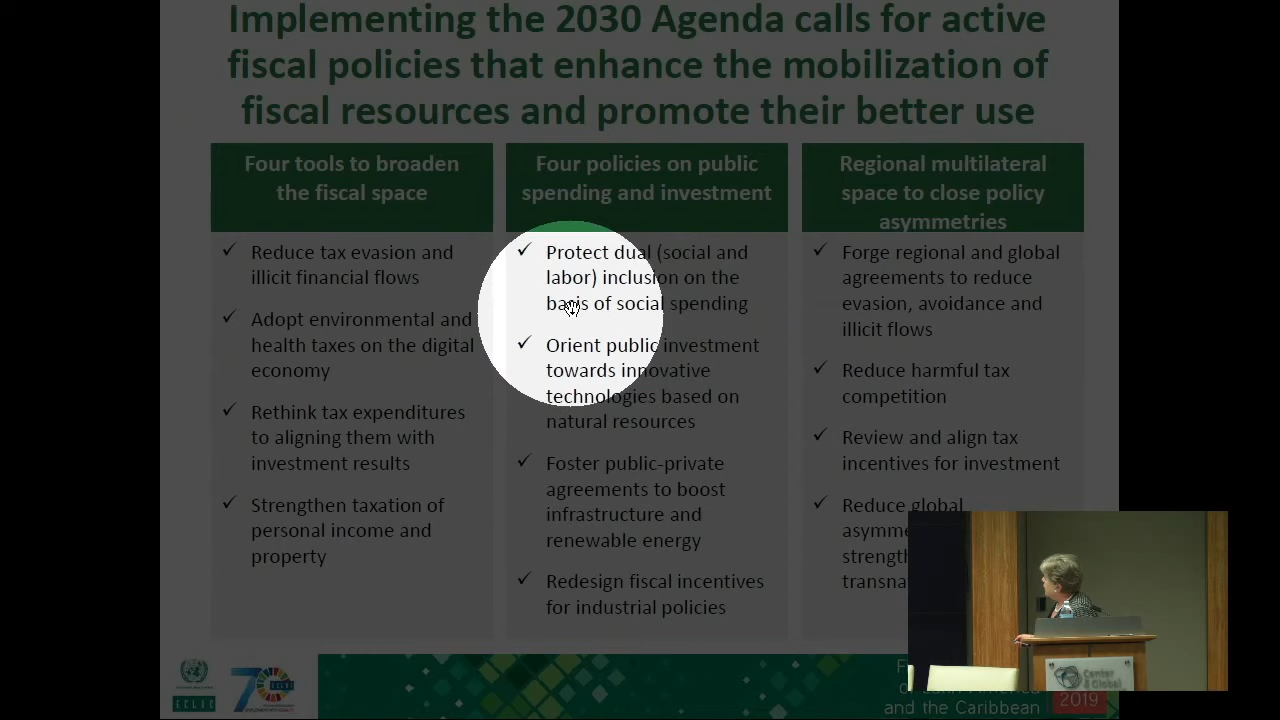 Implementing the 2030 Agenda calls for active
fiscal policies that enhance the mobilization of
fiscal resources and promote their better use
Four tools to broaden
the fiscal space
Reduce tax evasion and
illicit financial flows
Adopt environmental and
health taxes on the digital
economy
Rethink tax expenditures
to aligning them with
investment results
Strengthen taxation of
personal income and
property
Four policies on public
spending and investment
Protect dual (social and
labor) inclusion on the
basis of social spending
Orient public investment
towards innovative
technologies based on
natural resources
Foster public-private
agreements to boost
infrastructure and
renewable energy
Redesign fiscal incentives
for industrial policies
Regional multilateral
space to close policy
asymmetries
Forge regional and global
agreements to reduce
evasion, avoidance and
illicit flows
Reduce harmful tax
competition
Review and align tax
incentives for investment
Reduce global
ECLAC
70
and the Caribbean
2019
Center
Global